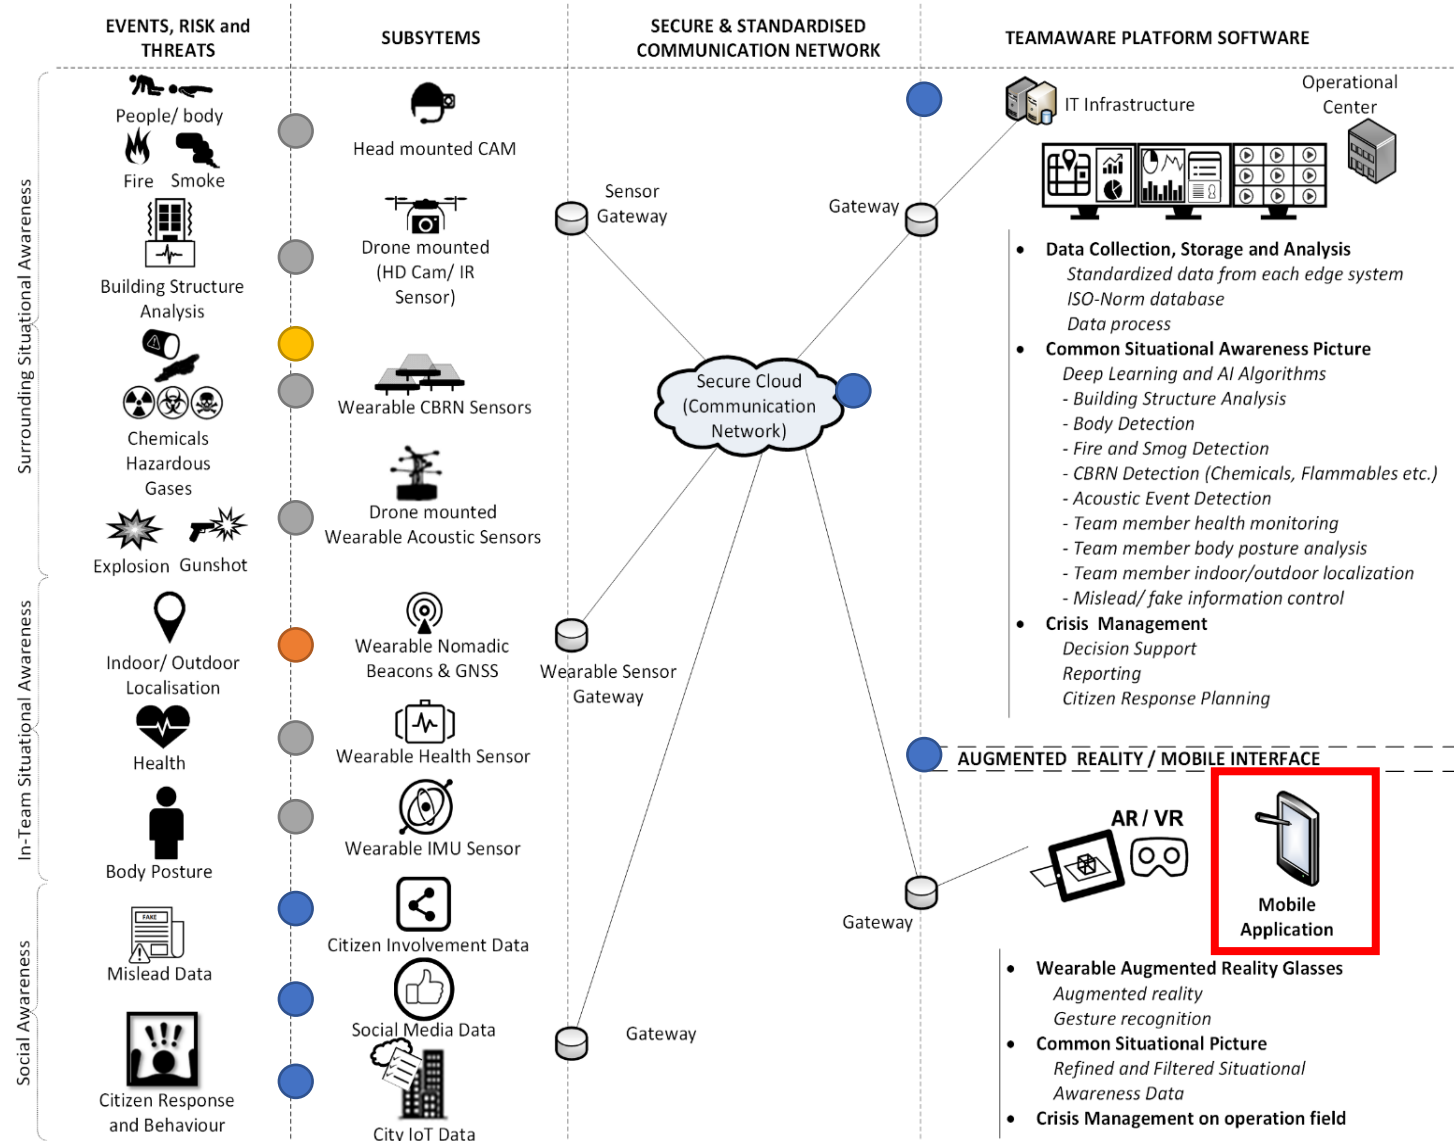 EVENTS, RISK and
THREATS
SUBSYTEMS
SECURE & STANDARDISED
COMMUNICATION NETWORK
TEAMAWARE PLATFORM SOFTWARE
Surrounding Situational Awareness
In-Team Situational Awareness
Social Awareness
People/ body
Fire Smoke
Building Structure
Analysis
Chemicals
Hazardous
Gases
Explosion Gunshot
Indoor/ Outdoor
Localisation
Health
Body Posture
FAKE
Mislead Data
Citizen Response
and Behaviour
Head mounted CAM
Drone mounted
(HD Cam/ IR
Sensor)
Wearable CBRN Sensors
Drone mounted
Wearable Acoustic Sensors
Wearable Nomadic
Beacons & GNSS
Wearable Health Sensor
Wearable IMU Sensor
Citizen Involvement Data
Social Media Data
City IoT Data
Sensor
Gateway
Gateway
Secure Cloud
(Communication
Network)
Wearable Sensor
Gateway
Gateway
Gateway
IT Infrastructure
Operational
Center
• Data Collection, Storage and Analysis
Standardized data from each edge system
ISO-Norm database
Data process
• Common Situational Awareness Picture
Deep Learning and AI Algorithms
- Building Structure Analysis
- Body Detection
- Fire and Smog Detection
- CBRN Detection (Chemicals, Flammables etc.)
- Acoustic Event Detection
- Team member health monitoring
- Team member body posture analysis
- Team member indoor/outdoor localization
- Mislead/ fake information control
• Crisis Management
Decision Support
Reporting
Citizen Response Planning
AUGMENTED REALITY / MOBILE INTERFACE
AR / VR
Mobile
Application
• Wearable Augmented Reality Glasses
Augmented reality
Gesture recognition
• Common Situational Picture
Refined and Filtered Situational
Awareness Data
• Crisis Management on operation field